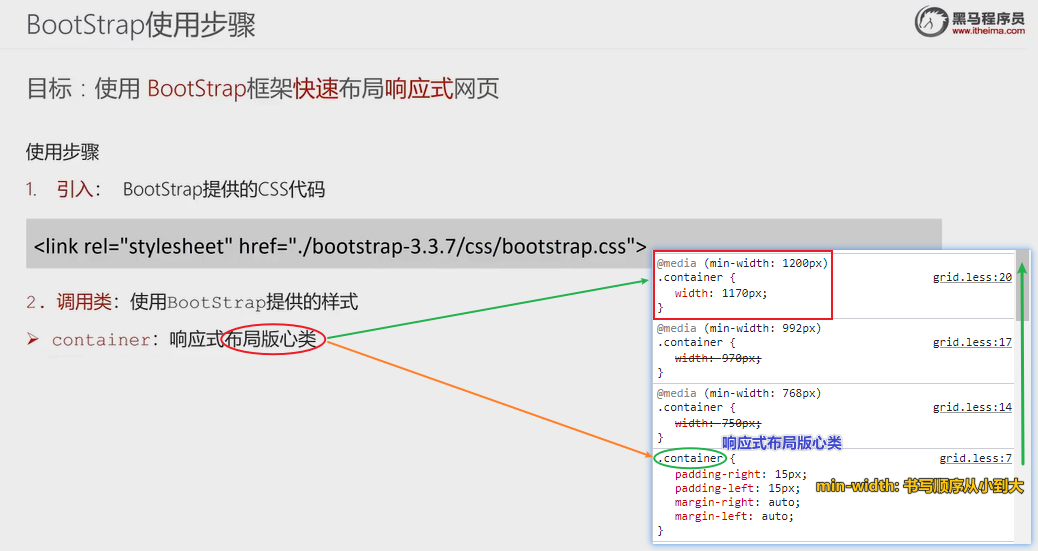 BootStrap使用步骤
黑马程序员
www.itheima.com
目标：使用 BootStrap框架快速布局响应式网页
使用步骤
1. 引入： BootStrap提供的CSS代码
<link rel="stylesheet" href="./bootstrap-3.3.7/css/bootstrap.css">
2. 调用类：使用BootStrap提供的样式
➢ container：响应式布局版心类
@media (min-width: 1200px)
.container { grid.less:20
width: 1170px;
}
@media (min-width: 992px)
.container { grid.less:17
width: 970px;
}
@media (min-width: 768px)
.container { grid.less:14
width: 750px;
}
响应式布局版心类
.container { grid.less:7
padding-right: 15px;
padding-left: 15px;
min-width: 书写顺序从小到大
margin-right: auto;
margin-left: auto;
}